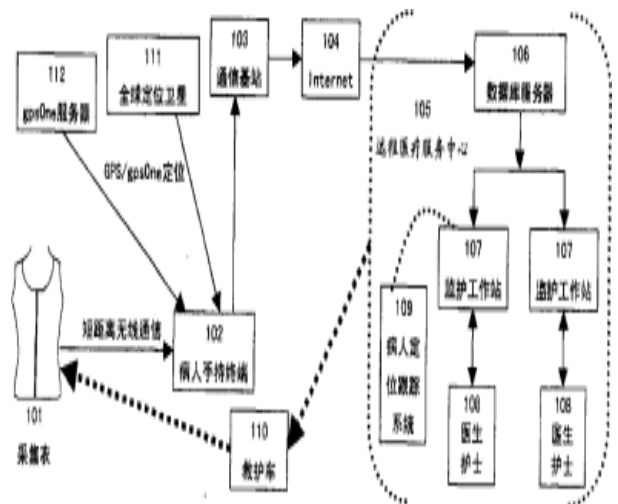 112
gpsOne服务器
111
全球定位卫星
103
通信基站
104
Internet
106
数据库服务器
105
远程医疗服务中心
GPS/gpsOne定位
107
监护工作站
107
监护工作站
短距离无线通信
102
病人手持终端
109
病人定
位跟踪
系统
101
采集衣
110
救护车
108
医生
护士
108
医生
护士